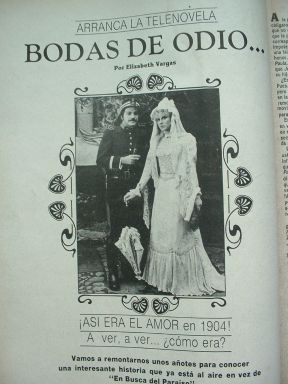 ARRANCA LA TELENOVELA
BODAS DE ODIO...
Por Elizabeth Vargas
¡ASI ERA EL AMOR en 1904!
A ver, a ver... ¿cómo era?
Vamos a remontarnos unos añotes para conocer
una interesante historia que ya está al aire en vez de
"En Busca del Paraíso"